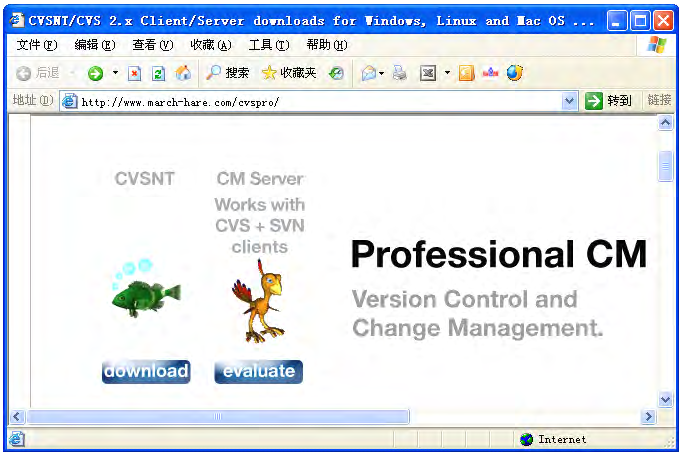 CVSNT/CVS 2.x Client/Server downloads for Windows, Linux and Mac OS ...
文件(F) 编辑(E) 查看(V) 收藏(A) 工具(T) 帮助(H)
后退 搜索 收藏夹
地址(D) http://www.march-hare.com/cvspro/ 转到 链接
CVSNT
CM Server
Works with
CVS + SVN
clients
Professional CM
Version Control and
Change Management.
download
evaluate
Internet